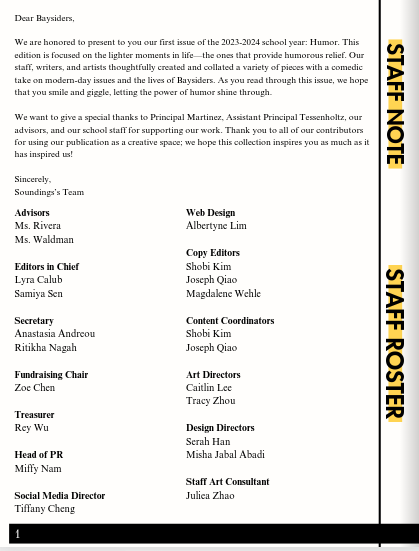 Dear Baysiders,
We are honored to present to you our first issue of the 2023-2024 school year: Humor. This
edition is focused on the lighter moments in life—the ones that provide humorous relief. Our
staff, writers, and artists thoughtfully created and collated a variety of pieces with a comedic
take on modern-day issues and the lives of Baysiders. As you read through this issue, we hope
that you smile and giggle, letting the power of humor shine through.
We want to give a special thanks to Principal Martinez, Assistant Principal Tessenholtz, our
advisors, and our school staff for supporting our work. Thank you to all of our contributors
for using our publication as a creative space; we hope this collection inspires you as much as it
has inspired us!
Sincerely,
Soundings's Team
STAFF NOTE
Advisors
Ms. Rivera
Ms. Waldman
Editors in Chief
Lyra Calub
Samiya Sen
Secretary
Anastasia Andreou
Ritikha Nagah
Fundraising Chair
Zoe Chen
Treasurer
Rey Wu
Head of PR
Miffy Nam
Social Media Director
Tiffany Cheng
Web Design
Albertyne Lim
Copy Editors
Shobi Kim
Joseph Qiao
Magdalene Wehle
Content Coordinators
Shobi Kim
Joseph Qiao
Art Directors
Caitlin Lee
Tracy Zhou
Design Directors
Serah Han
Misha Jabal Abadi
Staff Art Consultant
Juliea Zhao
STAFF ROSTER
1